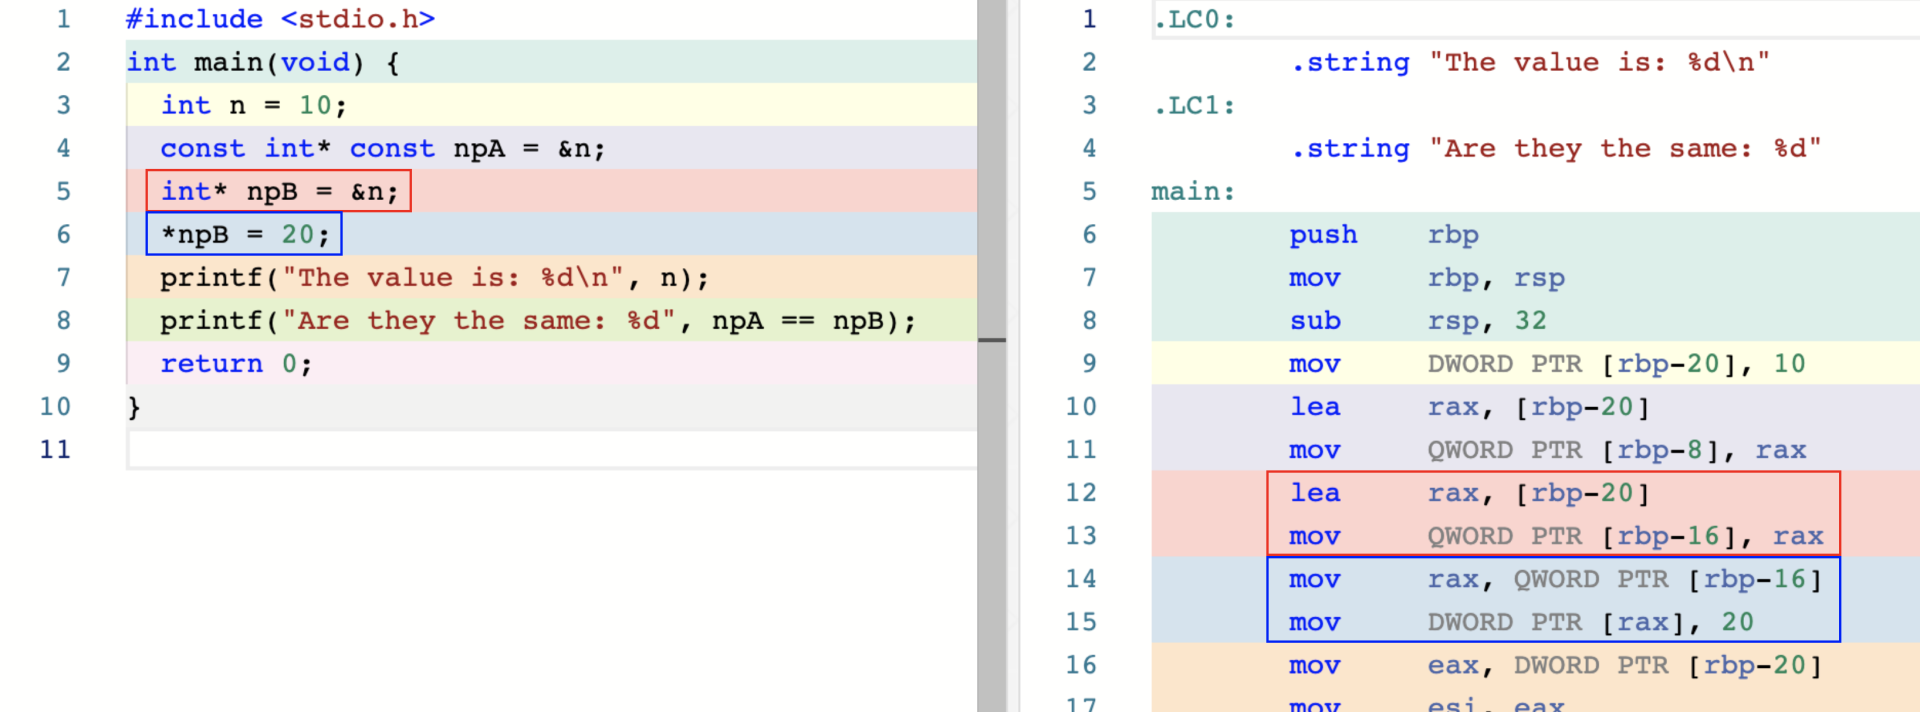 1 #include <stdio.h>
2 int main(void) {
3 int n = 10;
4 const int* const npA = &n;
5 int* npB = &n;
6 *npB = 20;
7 printf("The value is: %d\n", n);
8 printf("Are they the same: %d", npA == npB);
9 return 0;
10 }
11
1 .LC0:
2 .string "The value is: %d\n"
3 .LC1:
4 .string "Are they the same: %d"
5 main:
6 push rbp
7 mov rbp, rsp
8 sub rsp, 32
9 mov DWORD PTR [rbp-20], 10
10 lea rax, [rbp-20]
11 mov QWORD PTR [rbp-8], rax
12 lea rax, [rbp-20]
13 mov QWORD PTR [rbp-16], rax
14 mov rax, QWORD PTR [rbp-16]
15 mov DWORD PTR [rax], 20
16 mov eax, DWORD PTR [rbp-20]
17 mov esi, eax